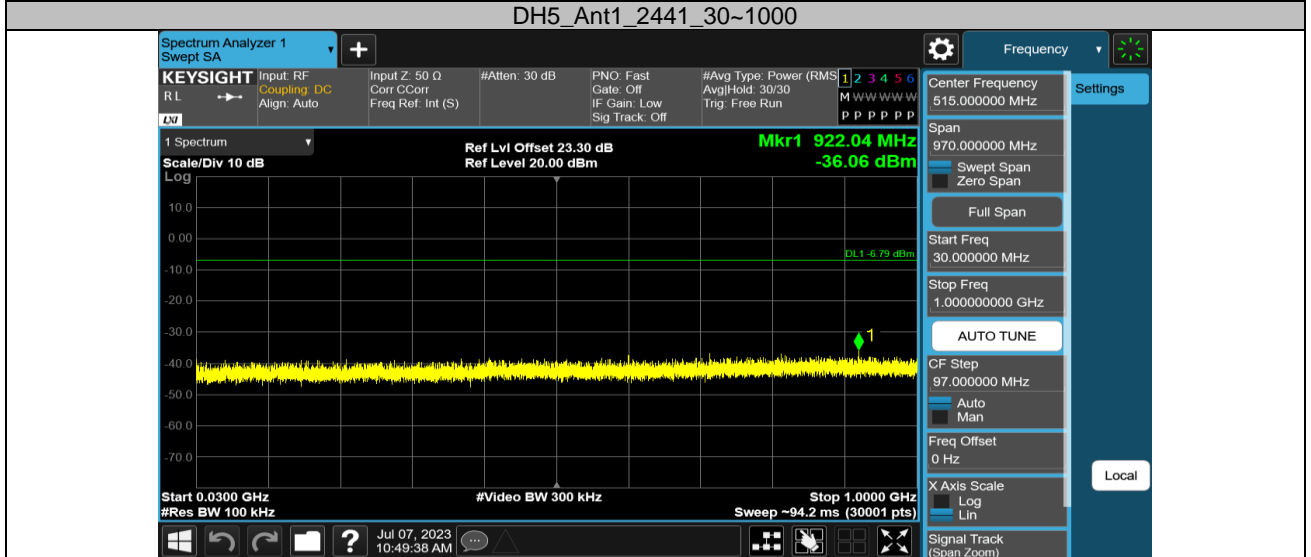 DH5_Ant1_2441_30~1000
Spectrum Analyzer 1
Swept SA
Frequency
KEYSIGHT
RL
LXI
Input: RF
Coupling: DC
Align: Auto
Input Z: 50 Ω
Corr CCorr
Freq Ref: Int (S)
#Atten: 30 dB
PNO: Fast
Gate: Off
IF Gain: Low
Sig Track: Off
#Avg Type: Power (RMS
Avg|Hold: 30/30
Trig: Free Run
1 2 3 4 5 6
M W W W W W
P P P P P P
1 Spectrum
Scale/Div 10 dB
Log
Ref Lvl Offset 23.30 dB
Ref Level 20.00 dBm
Mkr1 922.04 MHz
-36.06 dBm
10.0
0.00
DL1 -6.79 dBm
-10.0
-20.0
-30.0
1
-40.0
-50.0
-60.0
-70.0
Start 0.0300 GHz
#Video BW 300 kHz
Stop 1.0000 GHz
#Res BW 100 kHz
Sweep ~94.2 ms (30001 pts)
Jul 07, 2023
10:49:38 AM
Center Frequency
515.000000 MHz
Settings
Span
970.000000 MHz
Swept Span
Zero Span
Full Span
Start Freq
30.000000 MHz
Stop Freq
1.000000000 GHz
AUTO TUNE
CF Step
97.000000 MHz
Auto
Man
Freq Offset
0 Hz
X Axis Scale
Log
Lin
Local
Signal Track
(Span Zoom)